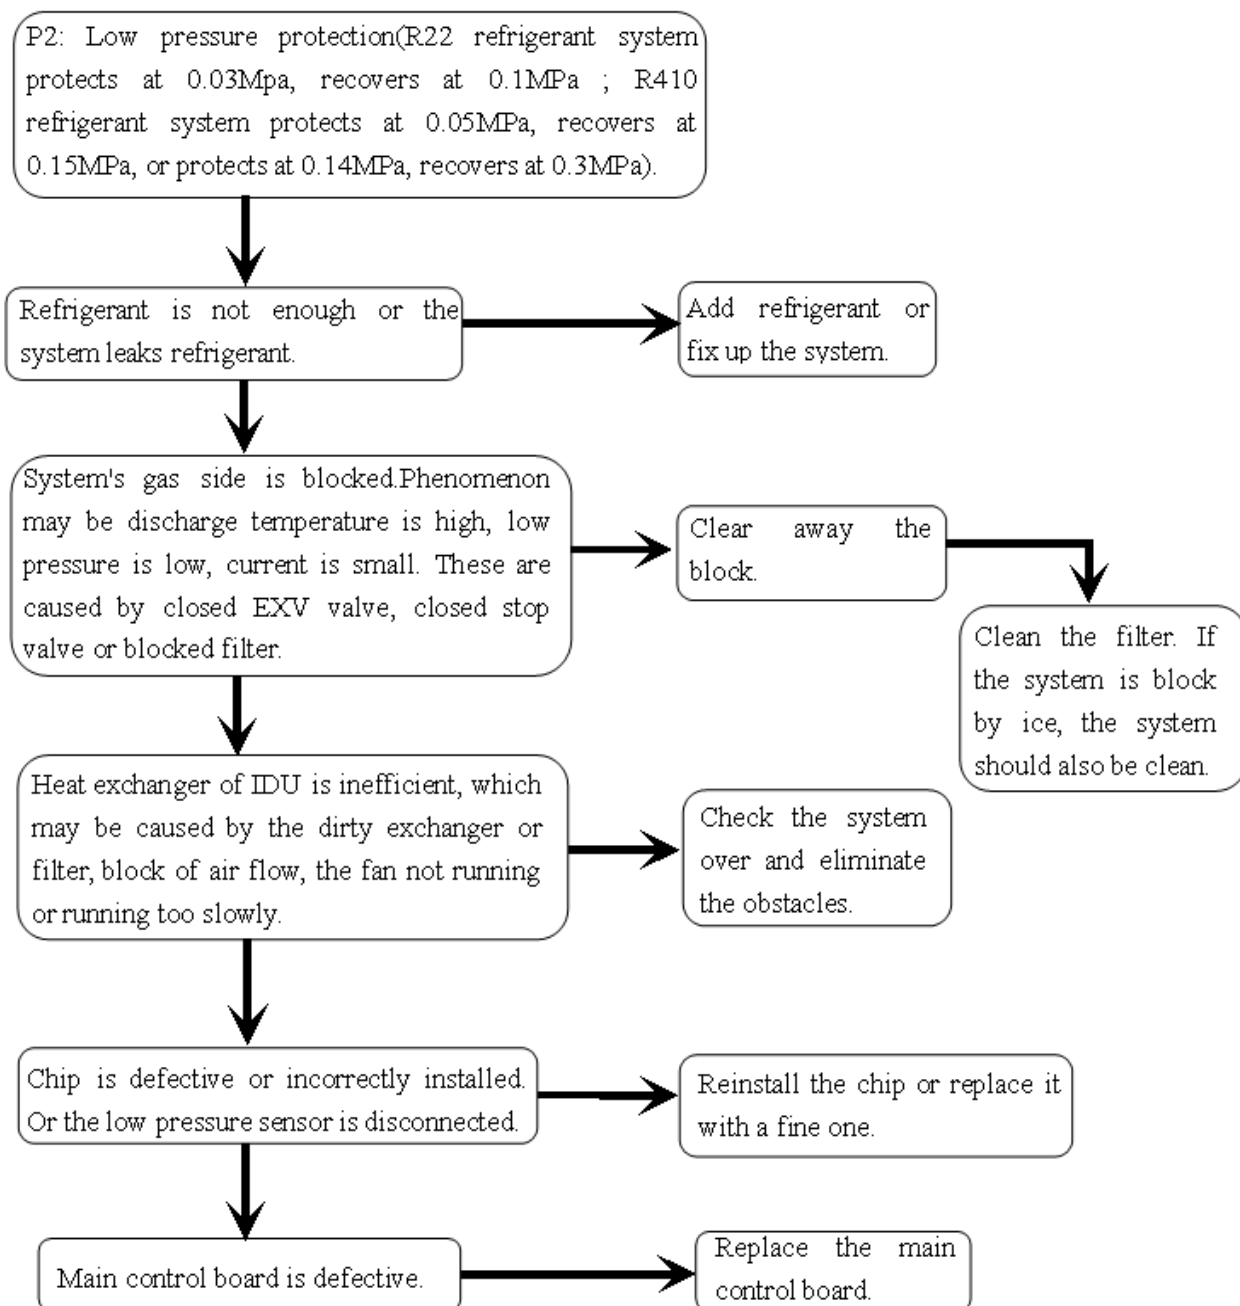 P2: Low pressure protection(R22 refrigerant system
protects at 0.03Mpa, recovers at 0.1MPa ; R410
refrigerant system protects at 0.05MPa, recovers at
0.15MPa, or protects at 0.14MPa, recovers at 0.3MPa).
Refrigerant is not enough or the
system leaks refrigerant.
Add refrigerant or
fix up the system.
System's gas side is blocked.Phenomenon
may be discharge temperature is high, low
pressure is low, current is small. These are
caused by closed EXV valve, closed stop
valve or blocked filter.
Clear away the
block.
Clean the filter. If
the system is block
by ice, the system
should also be clean.
Heat exchanger of IDU is inefficient, which
may be caused by the dirty exchanger or
filter, block of air flow, the fan not running
or running too slowly.
Check the system
over and eliminate
the obstacles.
Chip is defective or incorrectly installed.
Or the low pressure sensor is disconnected.
Reinstall the chip or replace it
with a fine one.
Main control board is defective.
Replace the main
control board.